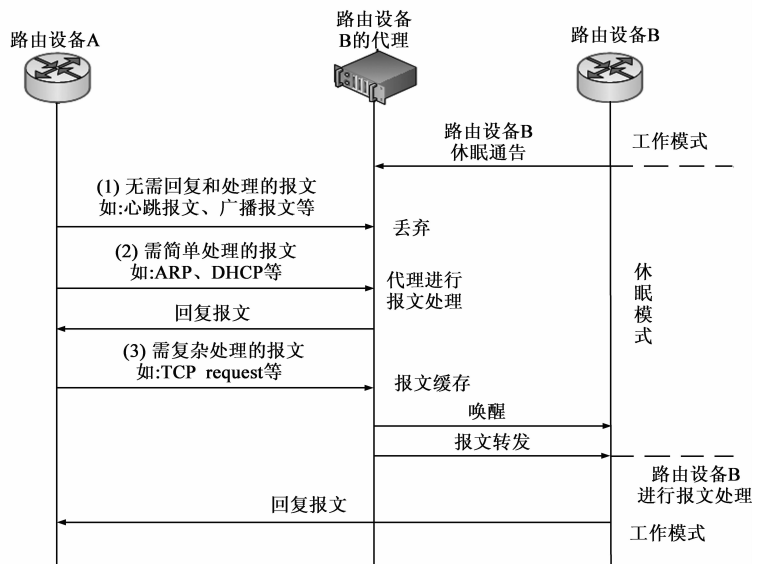 路由设备A
路由设备
B的代理
路由设备B
路由设备B
休眠通告
工作模式
(1) 无需回复和处理的报文
如:心跳报文、广播报文等
丢弃
(2) 需简单处理的报文
如:ARP、DHCP等
代理进行
报文处理
休
眠
模
式
回复报文
(3) 需复杂处理的报文
如:TCP request等
报文缓存
唤醒
报文转发
路由设备B
进行报文处理
回复报文
工作模式